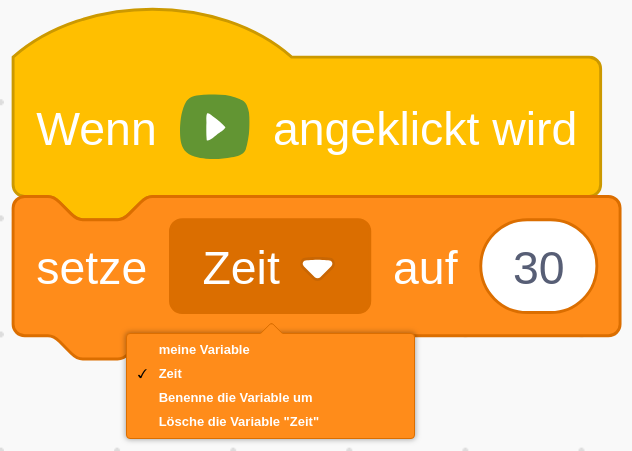 Wenn angeklickt wird
setze Zeit auf 30
meine Variable
✓ Zeit
Benenne die Variable um
Lösche die Variable "Zeit"